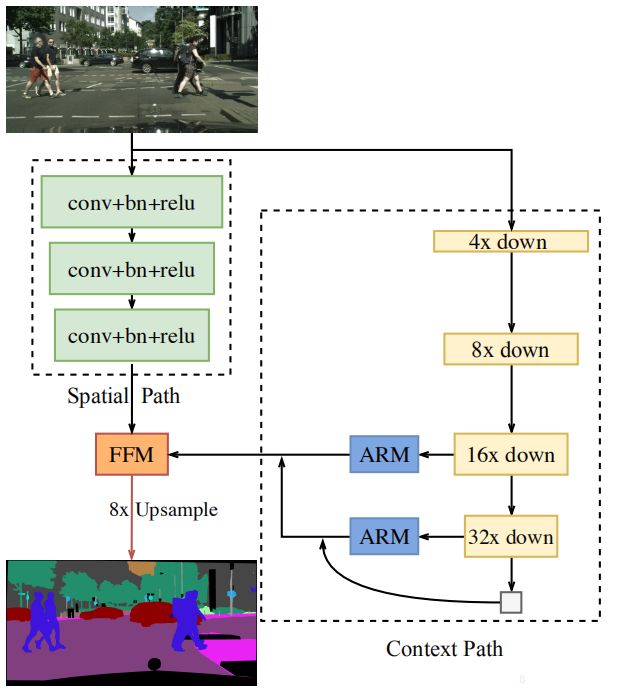 conv+bn+relu
4x down
conv+bn+relu
conv+bn+relu
8x down
Spatial Path
FFM
ARM
16x down
8x Upsample
ARM
32x down
Context Path
8